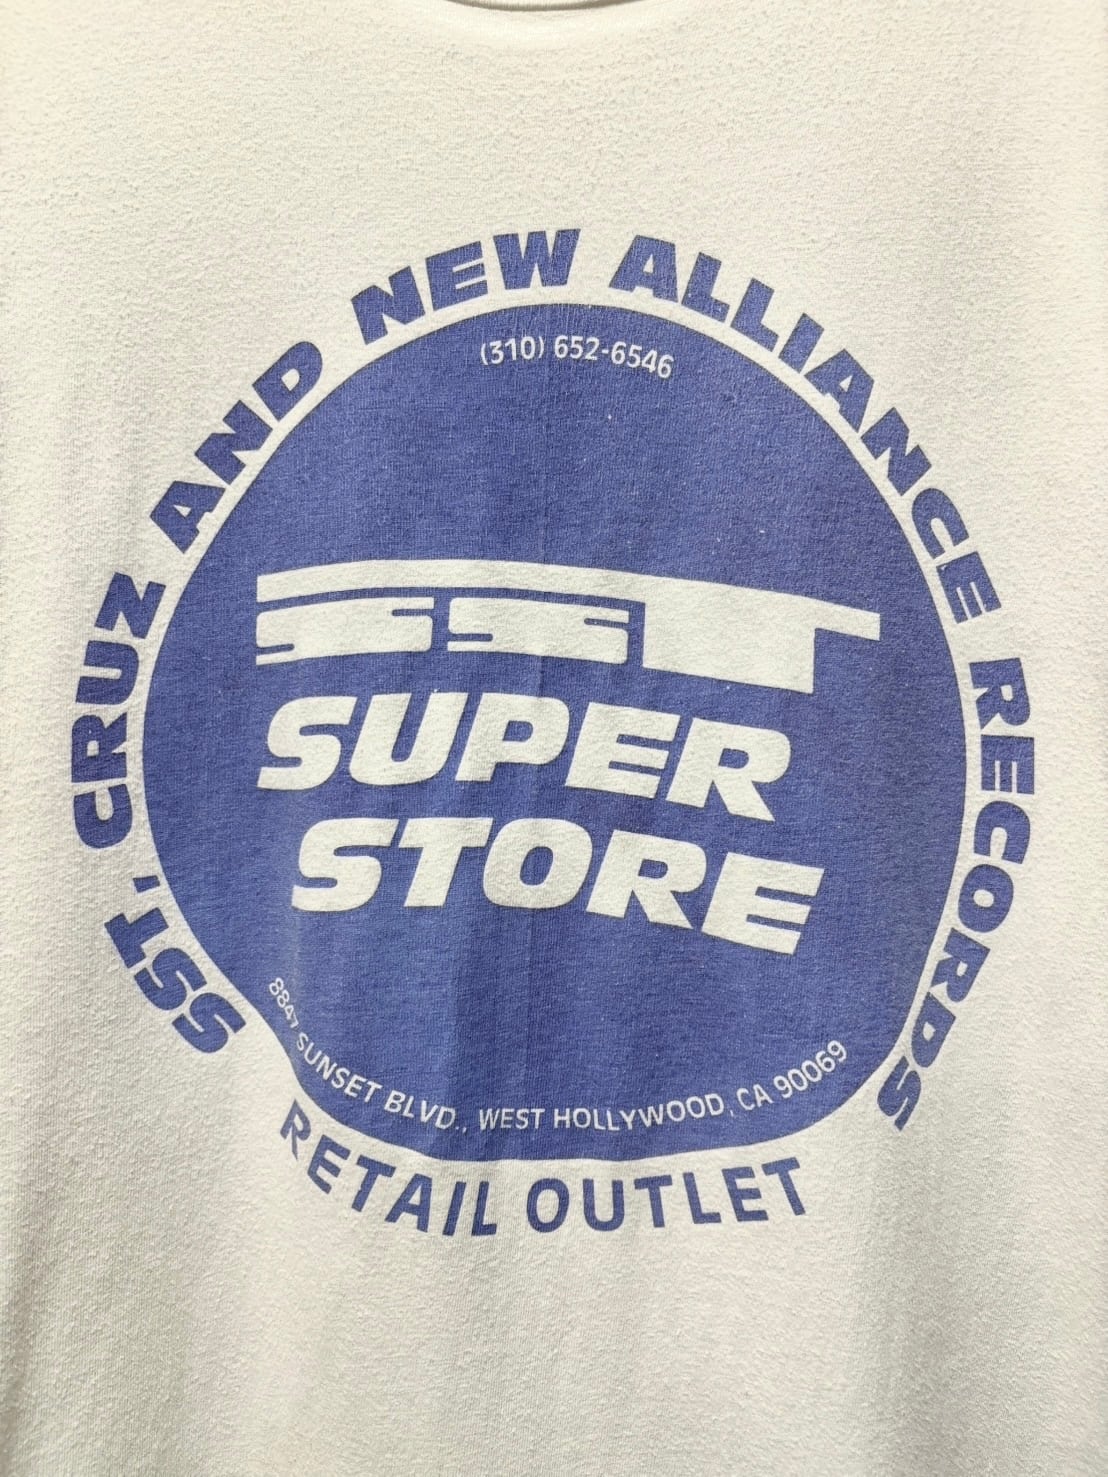 SST, CRUZ AND NEW ALLIANCE RECORDS
(310) 652-6546
SST
SUPER
STORE
8847 SUNSET BLVD., WEST HOLLYWOOD, CA 90069
RETAIL OUTLET